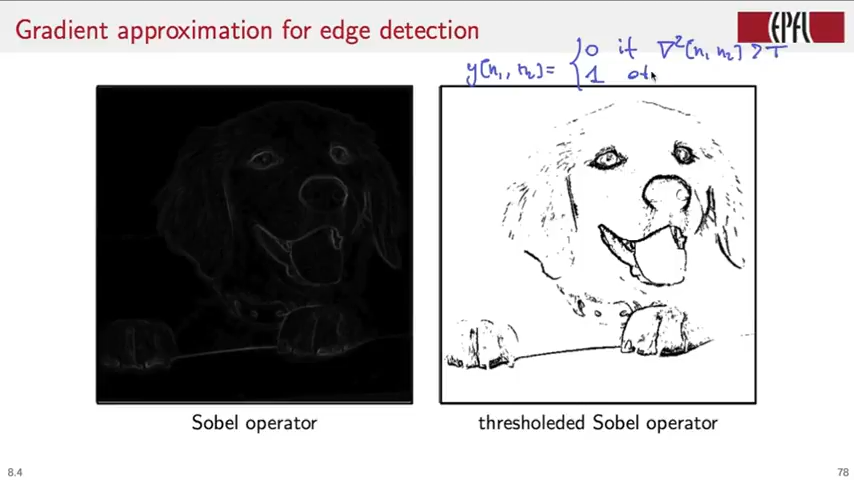 Gradient approximation for edge detection
EPFL
y[n₁, n₂] = { 0 if ∇²[n₁ n₂] ≥ T
1 ot
Sobel operator
thresholeded Sobel operator
8.4
78